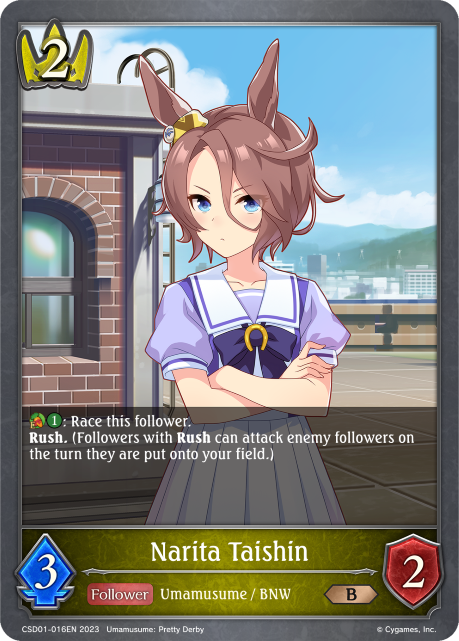 2
1: Race this follower.
Rush. (Followers with Rush can attack enemy followers on
the turn they are put onto your field.)
Narita Taishin
3
Follower Umamusume / BNW B
2
CSD01-016EN 2023 Umamusume: Pretty Derby © Cygames, Inc.